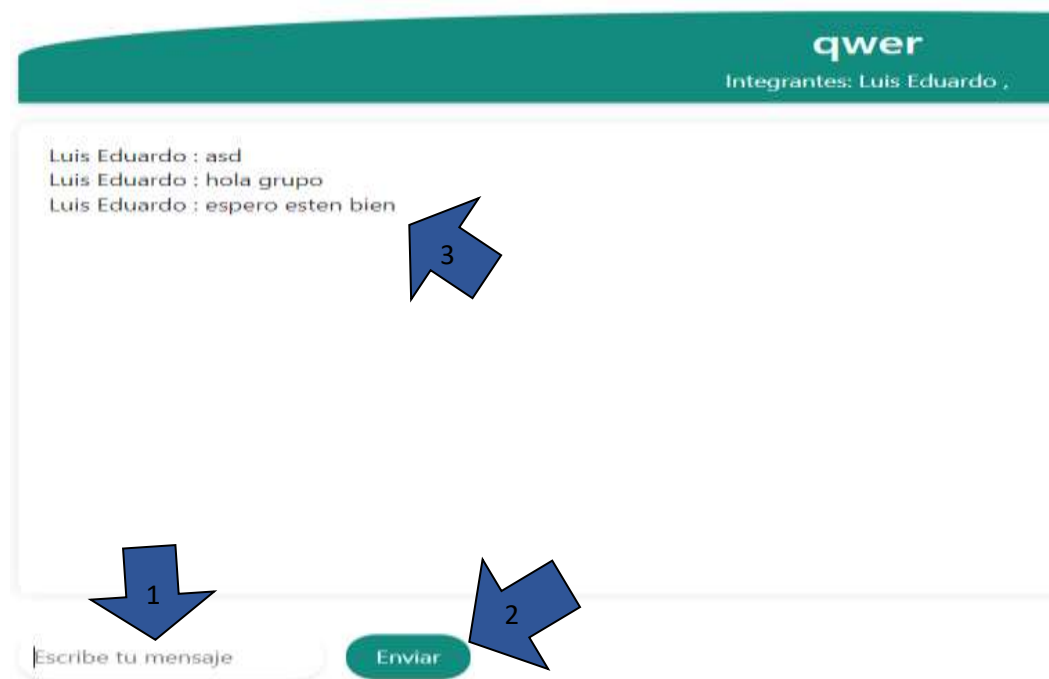 qwer
Integrantes: Luis Eduardo ,
Luis Eduardo : asd
Luis Eduardo : hola grupo
Luis Eduardo : espero esten bien
3
1
2
Escribe tu mensaje
Enviar